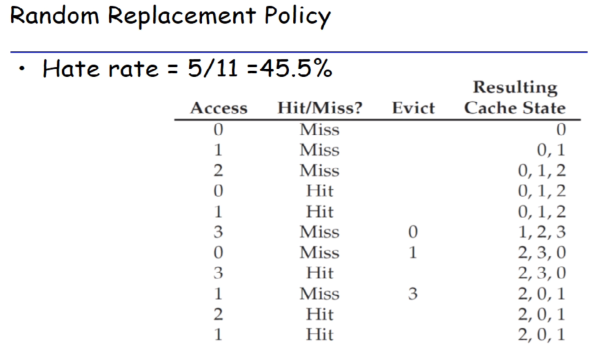 Random Replacement Policy
• Hate rate = 5/11 =45.5%
Resulting
Access Hit/Miss? Evict Cache State
0 Miss 0
1 Miss 0, 1
2 Miss 0, 1, 2
0 Hit 0, 1, 2
1 Hit 0, 1, 2
3 Miss 0 1, 2, 3
0 Miss 1 2, 3, 0
3 Hit 2, 3, 0
1 Miss 3 2, 0, 1
2 Hit 2, 0, 1
1 Hit 2, 0, 1